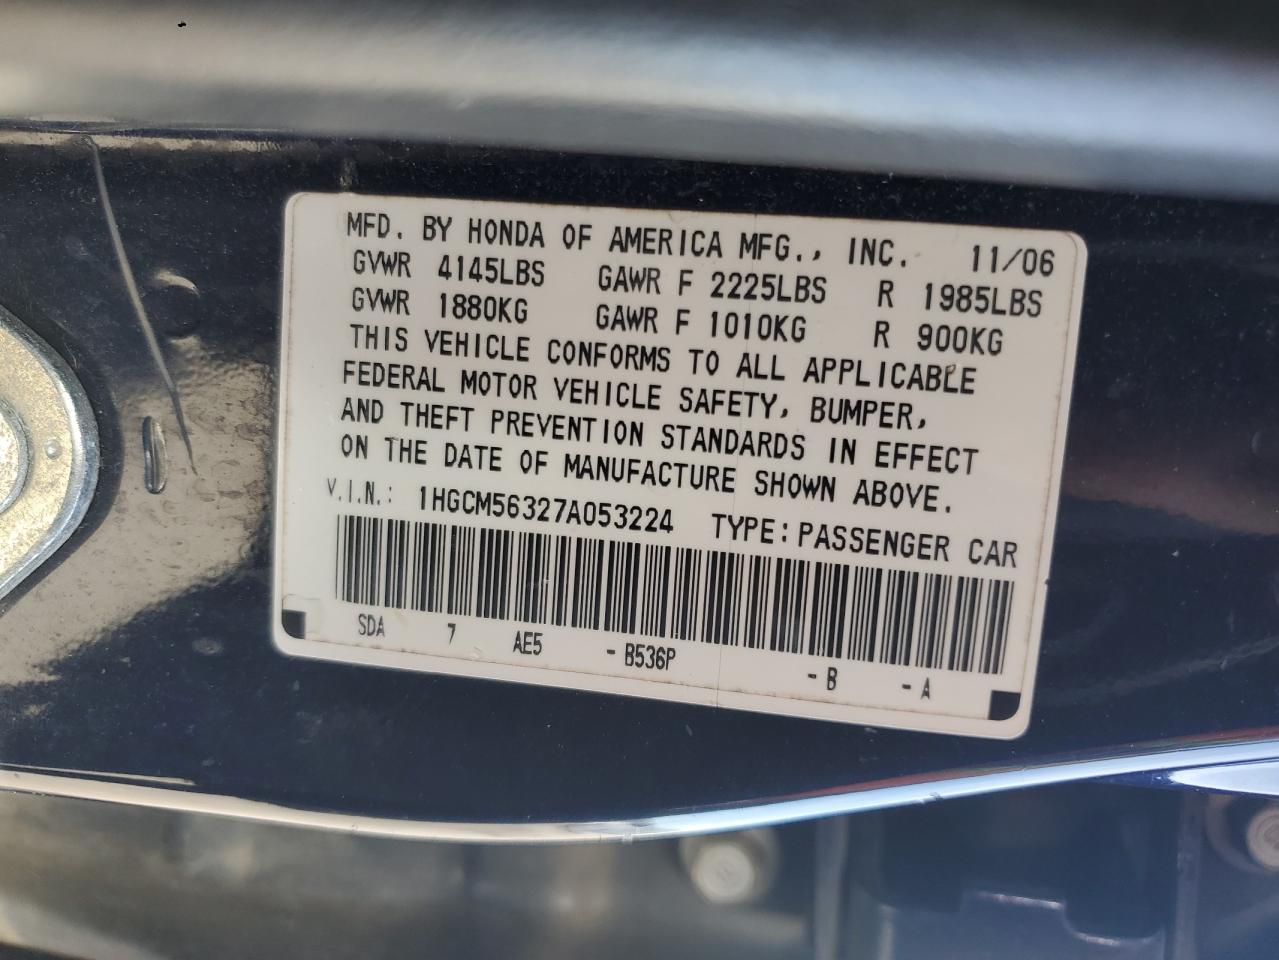 MFD. BY HONDA OF AMERICA MFG., INC. 11/06
GVWR 4145LBS GAWR F 2225LBS R 1985LBS
GVWR 1880KG GAWR F 1010KG R 900KG
THIS VEHICLE CONFORMS TO ALL APPLICABLE
FEDERAL MOTOR VEHICLE SAFETY, BUMPER,
AND THEFT PREVENTION STANDARDS IN EFFECT
ON THE DATE OF MANUFACTURE SHOWN ABOVE.
V.I.N.: 1HGCM56327A053224 TYPE: PASSENGER CAR
SDA 7 AE5 - B536P - B - A